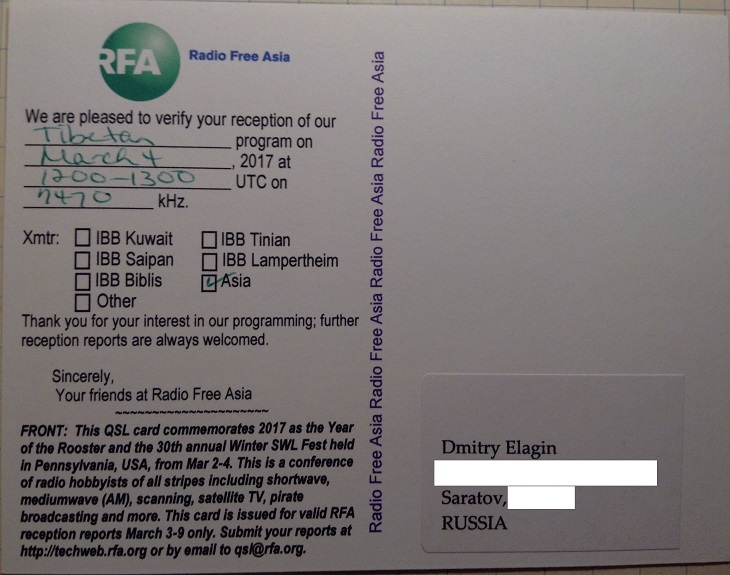 RFA Radio Free Asia
We are pleased to verify your reception of our
Tibetan program on
March 4, 2017 at
1200-1300 UTC on
7470 kHz.
Xmtr: IBB Kuwait IBB Tinian
IBB Saipan IBB Lampertheim
IBB Biblis Asia
Other
Thank you for your interest in our programming; further
reception reports are always welcomed.
Sincerely,
Your friends at Radio Free Asia
~~~~~~~~~~~~~~~~~~~~~~
FRONT: This QSL card commemorates 2017 as the Year
of the Rooster and the 30th annual Winter SWL Fest held
in Pennsylvania, USA, from Mar 2-4. This is a conference
of radio hobbyists of all stripes including shortwave,
mediumwave (AM), scanning, satellite TV, pirate
broadcasting and more. This card is issued for valid RFA
reception reports March 3-9 only. Submit your reports at
http://techweb.rfa.org or by email to qsl@rfa.org.
Radio Free Asia Radio Free Asia Radio Free Asia Radio Free Asia
Dmitry Elagin
Saratov,
RUSSIA